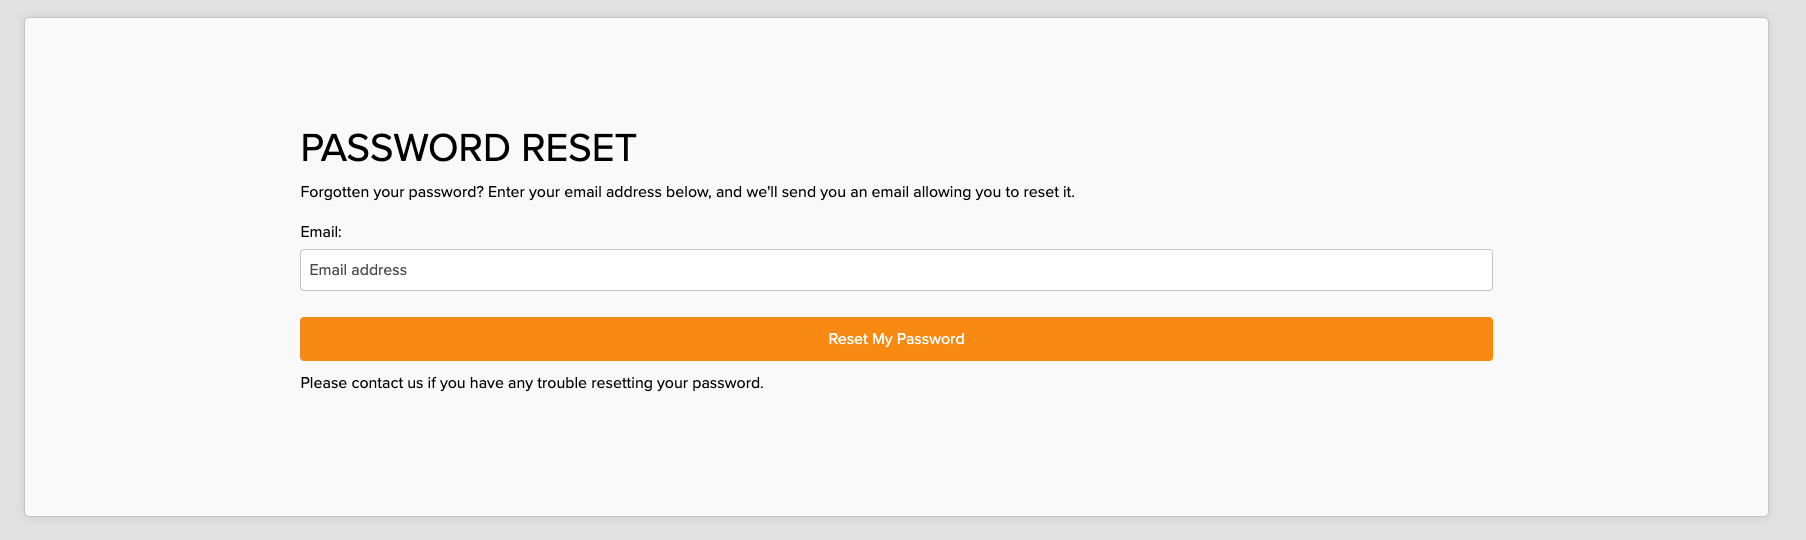 PASSWORD RESET
Forgotten your password? Enter your email address below, and we'll send you an email allowing you to reset it.
Email:
Email address
Reset My Password
Please contact us if you have any trouble resetting your password.